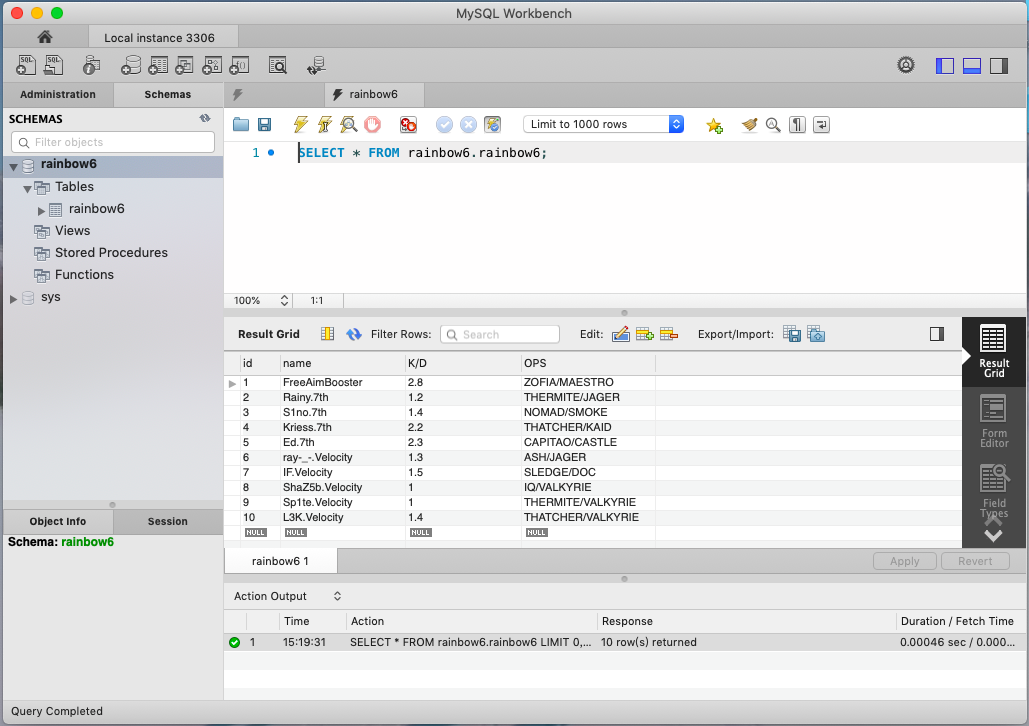 MySQL Workbench
Local instance 3306
Administration Schemas rainbow6
SCHEMAS
Filter objects
Limit to 1000 rows
1 SELECT * FROM rainbow6.rainbow6;
rainbow6
Tables
rainbow6
Views
Stored Procedures
Functions
sys
100% 1:1
Result Grid Filter Rows: Search Edit: Export/Import:
id name K/D OPS
1 FreeAimBooster 2.8 ZOFIA/MAESTRO
2 Rainy.7th 1.2 THERMITE/JAGER
3 S1no.7th 1.4 NOMAD/SMOKE
4 Kriess.7th 2.2 THATCHER/KAID
5 Ed.7th 2.3 CAPITAO/CASTLE
6 ray-_-.Velocity 1.3 ASH/JAGER
7 IF.Velocity 1.5 SLEDGE/DOC
8 ShaZ5b.Velocity 1 IQ/VALKYRIE
9 Sp1te.Velocity 1 THERMITE/VALKYRIE
10 L3K.Velocity 1.4 THATCHER/VALKYRIE
NULL NULL NULL NULL
Result
Grid
Form
Editor
Field
Types
rainbow6 1 Apply Revert
Object Info Session
Schema: rainbow6
Action Output
Time Action Response Duration / Fetch Time
1 15:19:31 SELECT * FROM rainbow6.rainbow6 LIMIT 0,... 10 row(s) returned 0.00046 sec / 0.000...
Query Completed